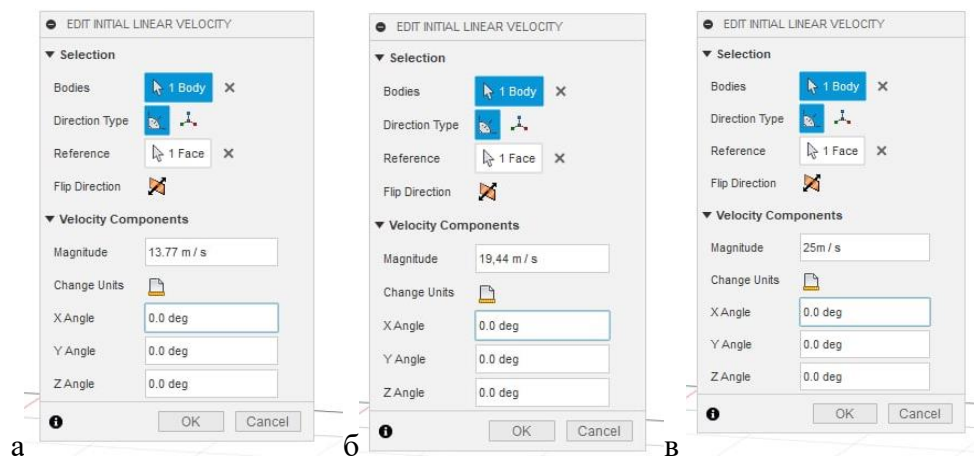 EDIT INITIAL LINEAR VELOCITY
Selection
Bodies 1 Body
Direction Type
Reference 1 Face
Flip Direction
Velocity Components
Magnitude 13.77 m / s
Change Units
X Angle 0.0 deg
Y Angle 0.0 deg
Z Angle 0.0 deg
OK Cancel
а
EDIT INITIAL LINEAR VELOCITY
Selection
Bodies 1 Body
Direction Type
Reference 1 Face
Flip Direction
Velocity Components
Magnitude 19,44 m / s
Change Units
X Angle 0.0 deg
Y Angle 0.0 deg
Z Angle 0.0 deg
OK Cancel
б
EDIT INITIAL LINEAR VELOCITY
Selection
Bodies 1 Body
Direction Type
Reference 1 Face
Flip Direction
Velocity Components
Magnitude 25m / s
Change Units
X Angle 0.0 deg
Y Angle 0.0 deg
Z Angle 0.0 deg
OK Cancel
в